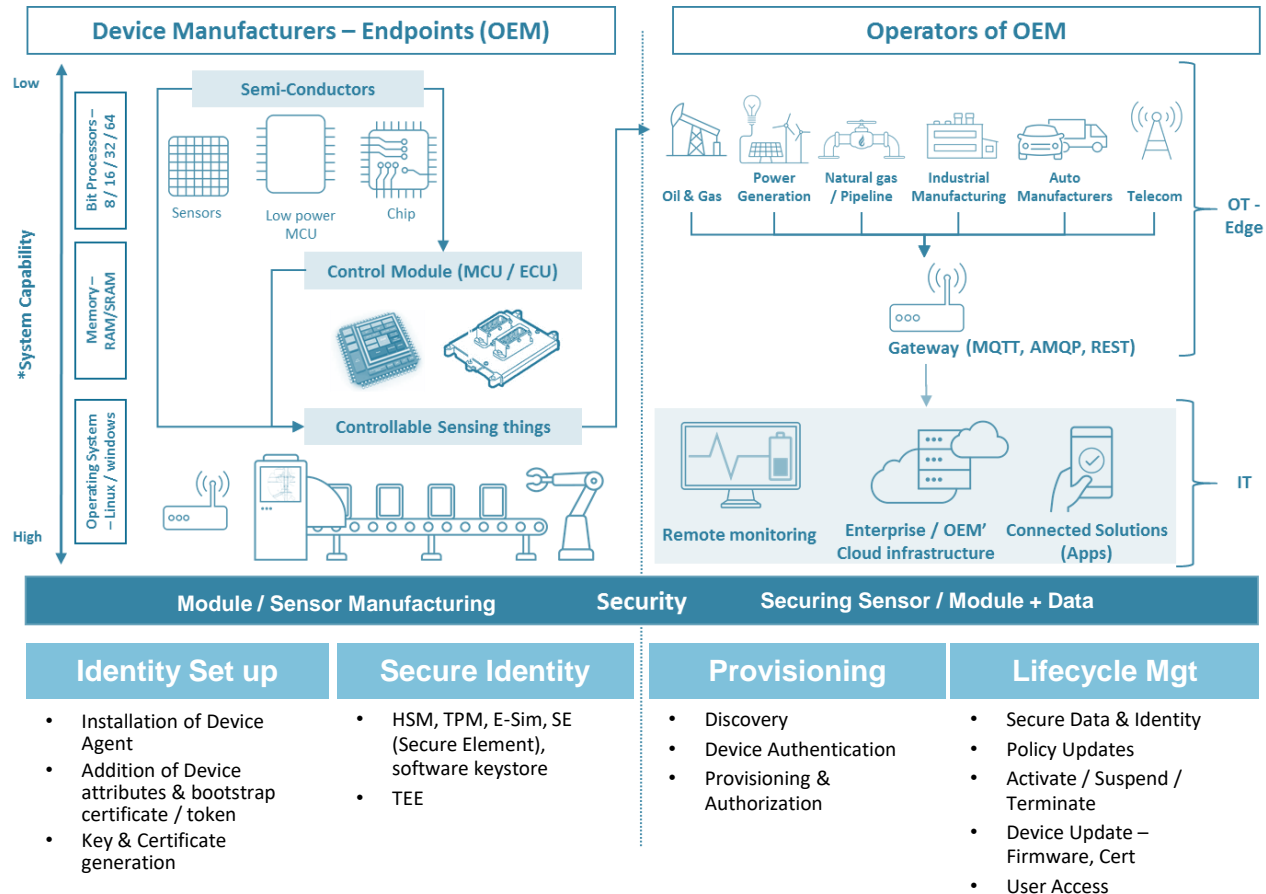 Device Manufacturers – Endpoints (OEM)
Operators of OEM
Low
*System Capability
High
Bit Processors –
8 / 16 / 32 / 64
Memory –
RAM/SRAM
Operating System
– Linux / windows
Semi-Conductors
Sensors
Low power
MCU
Chip
Control Module (MCU / ECU)
Controllable Sensing things
Oil & Gas
Power
Generation
Natural gas
/ Pipeline
Industrial
Manufacturing
Auto
Manufacturers
Telecom
OT -
Edge
Gateway (MQTT, AMQP, REST)
Remote monitoring
Enterprise / OEM'
Cloud infrastructure
Connected Solutions
(Apps)
IT
Module / Sensor Manufacturing
Security
Securing Sensor / Module + Data
Identity Set up
• Installation of Device
Agent
• Addition of Device
attributes & bootstrap
certificate / token
• Key & Certificate
generation
Secure Identity
• HSM, TPM, E-Sim, SE
(Secure Element),
software keystore
• TEE
Provisioning
• Discovery
• Device Authentication
• Provisioning &
Authorization
Lifecycle Mgt
• Secure Data & Identity
• Policy Updates
• Activate / Suspend /
Terminate
• Device Update –
Firmware, Cert
• User Access